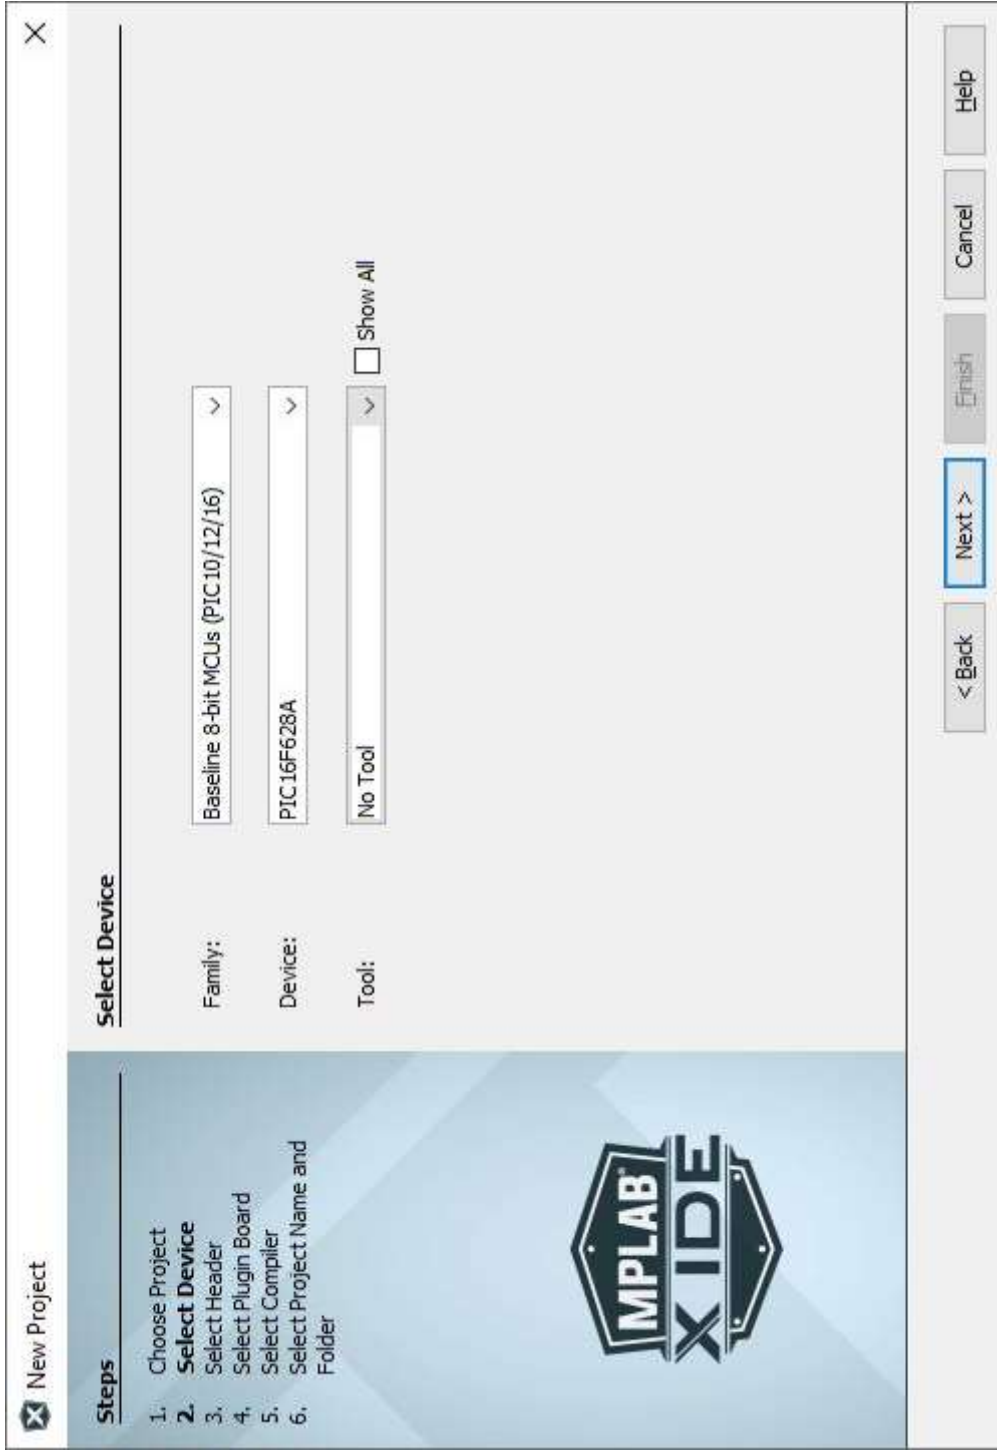 New Project
Steps
1. Choose Project
2. Select Device
3. Select Header
4. Select Plugin Board
5. Select Compiler
6. Select Project Name and
Folder
MPLAB®
X IDE
Select Device
Family: Baseline 8-bit MCUs (PIC10/12/16)
Device: PIC16F628A
Tool: No Tool Show All
< Back Next > Finish Cancel Help